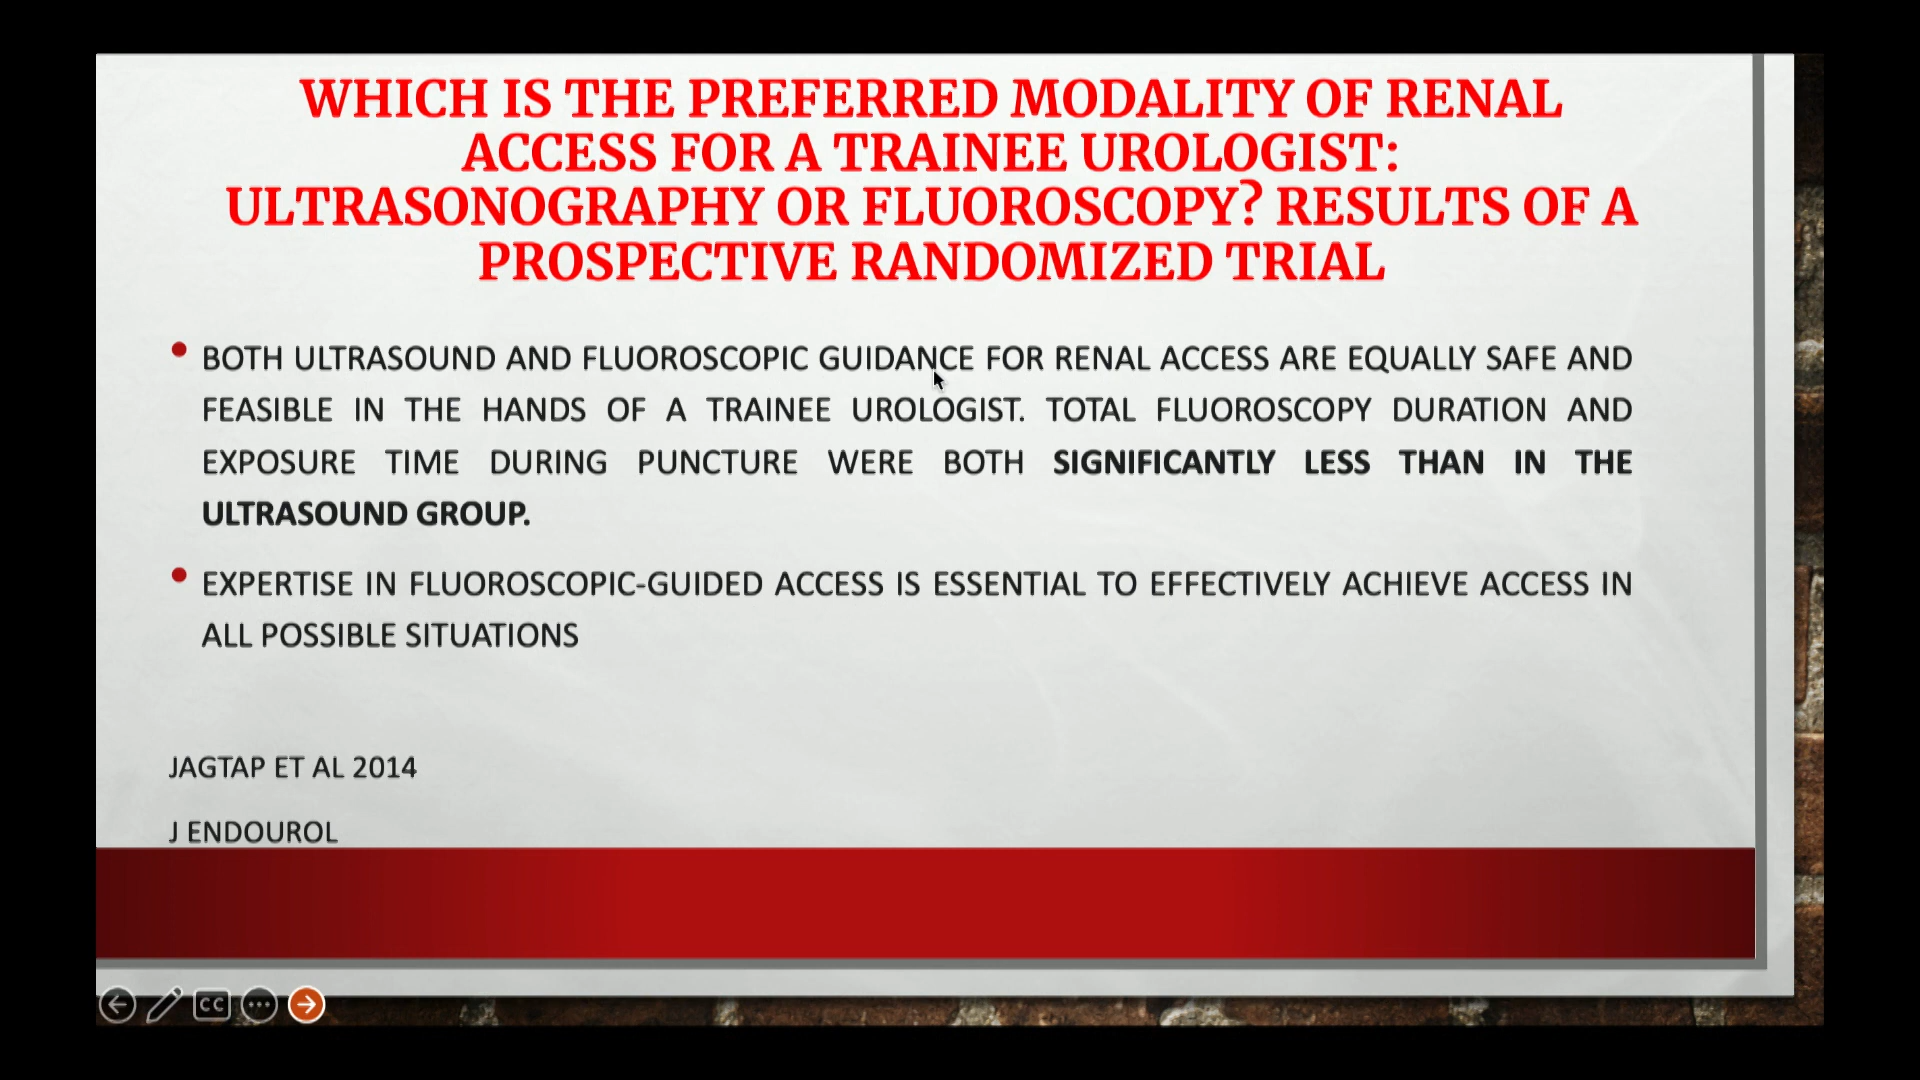 WHICH IS THE PREFERRED MODALITY OF RENAL
ACCESS FOR A TRAINEE UROLOGIST:
ULTRASONOGRAPHY OR FLUOROSCOPY? RESULTS OF A
PROSPECTIVE RANDOMIZED TRIAL
• BOTH ULTRASOUND AND FLUOROSCOPIC GUIDANCE FOR RENAL ACCESS ARE EQUALLY SAFE AND
FEASIBLE IN THE HANDS OF A TRAINEE UROLOGIST. TOTAL FLUOROSCOPY DURATION AND
EXPOSURE TIME DURING PUNCTURE WERE BOTH SIGNIFICANTLY LESS THAN IN THE
ULTRASOUND GROUP.
• EXPERTISE IN FLUOROSCOPIC-GUIDED ACCESS IS ESSENTIAL TO EFFECTIVELY ACHIEVE ACCESS IN
ALL POSSIBLE SITUATIONS
JAGTAP ET AL 2014
J ENDOUROL
CC